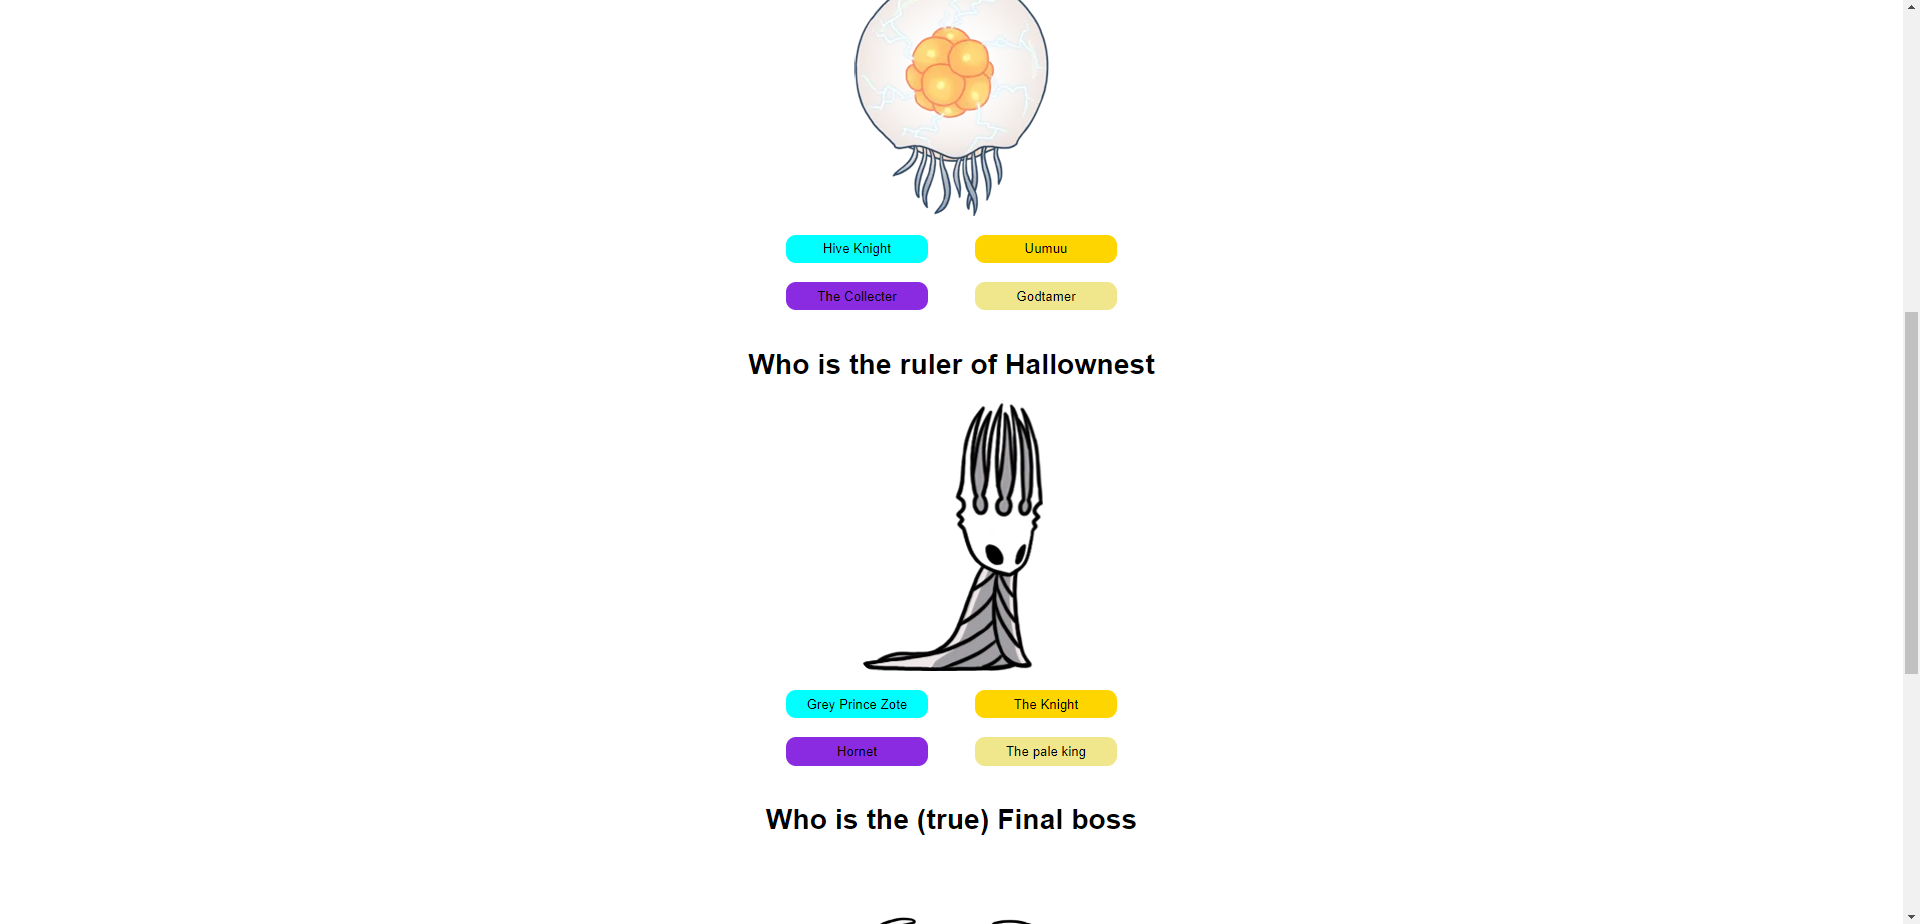 Hive Knight Uumuu
The Collecter Godtamer
Who is the ruler of Hallownest
Grey Prince Zote The Knight
Hornet The pale king
Who is the (true) Final boss